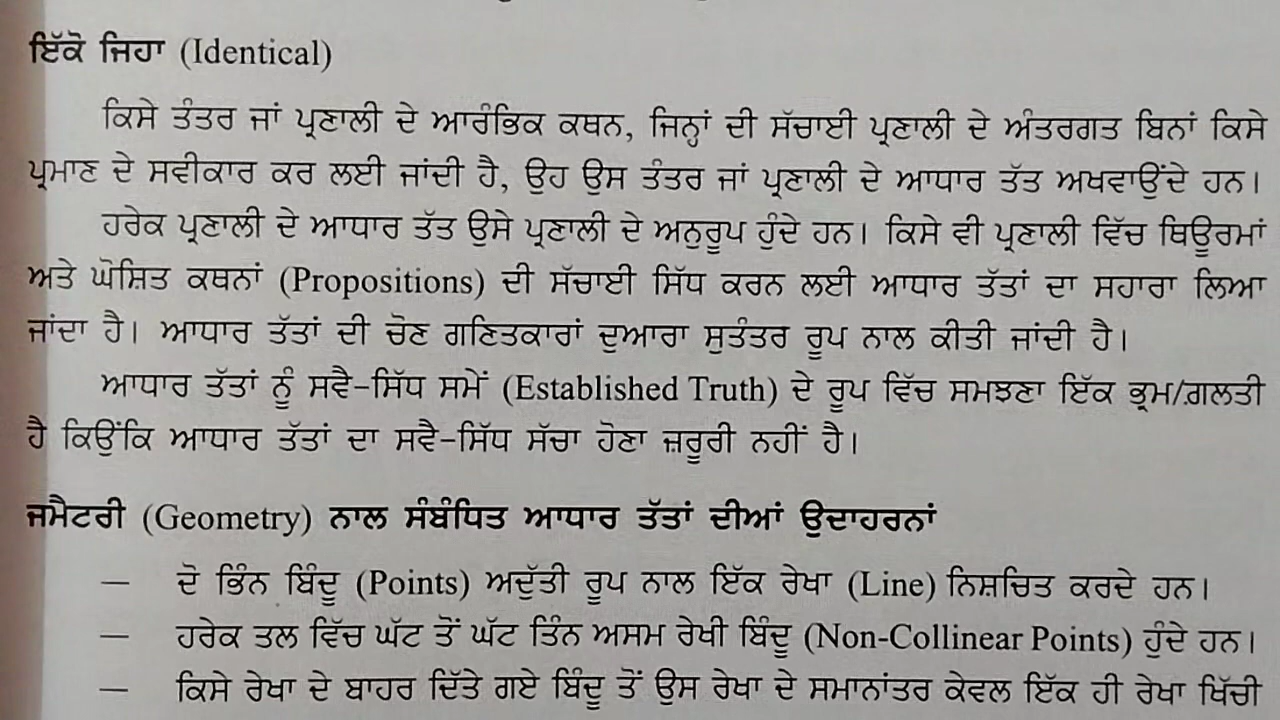 ਇੱਕੋ ਜਿਹਾ (Identical)
ਕਿਸੇ ਤੰਤਰ ਜਾਂ ਪ੍ਰਣਾਲੀ ਦੇ ਆਰੰਭਿਕ ਕਥਨ, ਜਿਨ੍ਹਾਂ ਦੀ ਸੱਚਾਈ ਪ੍ਰਣਾਲੀ ਦੇ ਅੰਤਰਗਤ ਬਿਨਾਂ ਕਿਸੇ
ਪ੍ਰਮਾਣ ਦੇ ਸਵੀਕਾਰ ਕਰ ਲਈ ਜਾਂਦੀ ਹੈ, ਉਹ ਉਸ ਤੰਤਰ ਜਾਂ ਪ੍ਰਣਾਲੀ ਦੇ ਆਧਾਰ ਤੱਤ ਅਖਵਾਉਂਦੇ ਹਨ।
ਹਰੇਕ ਪ੍ਰਣਾਲੀ ਦੇ ਆਧਾਰ ਤੱਤ ਉਸੇ ਪ੍ਰਣਾਲੀ ਦੇ ਅਨੁਰੂਪ ਹੁੰਦੇ ਹਨ। ਕਿਸੇ ਵੀ ਪ੍ਰਣਾਲੀ ਵਿੱਚ ਥਿਊਰਮਾਂ
ਅਤੇ ਘੋਸ਼ਿਤ ਕਥਨਾਂ (Propositions) ਦੀ ਸੱਚਾਈ ਸਿੱਧ ਕਰਨ ਲਈ ਆਧਾਰ ਤੱਤਾਂ ਦਾ ਸਹਾਰਾ ਲਿਆ
ਜਾਂਦਾ ਹੈ। ਆਧਾਰ ਤੱਤਾਂ ਦੀ ਚੋਣ ਗਣਿਤਕਾਰਾਂ ਦੁਆਰਾ ਸੁਤੰਤਰ ਰੂਪ ਨਾਲ ਕੀਤੀ ਜਾਂਦੀ ਹੈ।
ਆਧਾਰ ਤੱਤਾਂ ਨੂੰ ਸਵੈ-ਸਿੱਧ ਸਮੇਂ (Established Truth) ਦੇ ਰੂਪ ਵਿੱਚ ਸਮਝਣਾ ਇੱਕ ਭ੍ਰਮ/ਗ਼ਲਤੀ
ਹੈ ਕਿਉਂਕਿ ਆਧਾਰ ਤੱਤਾਂ ਦਾ ਸਵੈ-ਸਿੱਧ ਸੱਚਾ ਹੋਣਾ ਜ਼ਰੂਰੀ ਨਹੀਂ ਹੈ।
ਜਮੈਟਰੀ (Geometry) ਨਾਲ ਸੰਬੰਧਿਤ ਆਧਾਰ ਤੱਤਾਂ ਦੀਆਂ ਉਦਾਹਰਨਾਂ
— ਦੋ ਭਿੰਨ ਬਿੰਦੂ (Points) ਅਦੁੱਤੀ ਰੂਪ ਨਾਲ ਇੱਕ ਰੇਖਾ (Line) ਨਿਸ਼ਚਿਤ ਕਰਦੇ ਹਨ।
— ਹਰੇਕ ਤਲ ਵਿੱਚ ਘੱਟ ਤੋਂ ਘੱਟ ਤਿੰਨ ਅਸਮ ਰੇਖੀ ਬਿੰਦੂ (Non-Collinear Points) ਹੁੰਦੇ ਹਨ।
— ਕਿਸੇ ਰੇਖਾ ਦੇ ਬਾਹਰ ਦਿੱਤੇ ਗਏ ਬਿੰਦੂ ਤੋਂ ਉਸ ਰੇਖਾ ਦੇ ਸਮਾਨਾਂਤਰ ਕੇਵਲ ਇੱਕ ਹੀ ਰੇਖਾ ਖਿੱਚੀ